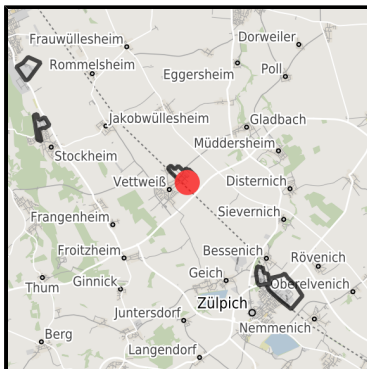 Frauwüllesheim
Dorweiler
Rommelsheim
Eggersheim
Poll
Jakobwüllesheim
Gladbach
Stockheim
Müddersheim
Vettweiß
Disternich
Sievernich
Frangenheim
Froitzheim
Bessenich
Rövenich
Thum
Ginnick
Geich
Oberelvenich
Zülpich
Juntersdorf
Nemmenich
Berg
Langendorf